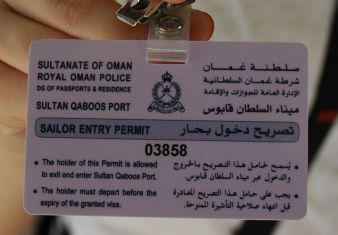 SULTANATE OF OMAN
ROYAL OMAN POLICE
DG OF PASSPORTS & RESIDENCE
SULTAN QABOOS PORT
سلطنة عمان
شرطة عمان السلطانية
الإدارة العامة للجوازات والإقامة
ميناء السلطان قابوس
SAILOR ENTRY PERMIT
تصريح دخول بحار
03858
• The holder of this Permit is allowed
to exit and enter Sultan Qaboos Port.
• The holder must depart before the
expiry of the granted visa.
• يسمح لحامل هذا التصريح بالخروج
والدخول عبر ميناء السلطان قابوس.
• يجب على حامل هذا التصريح المغادرة
قبل انتهاء صلاحية التأشيرة الممنوحة.